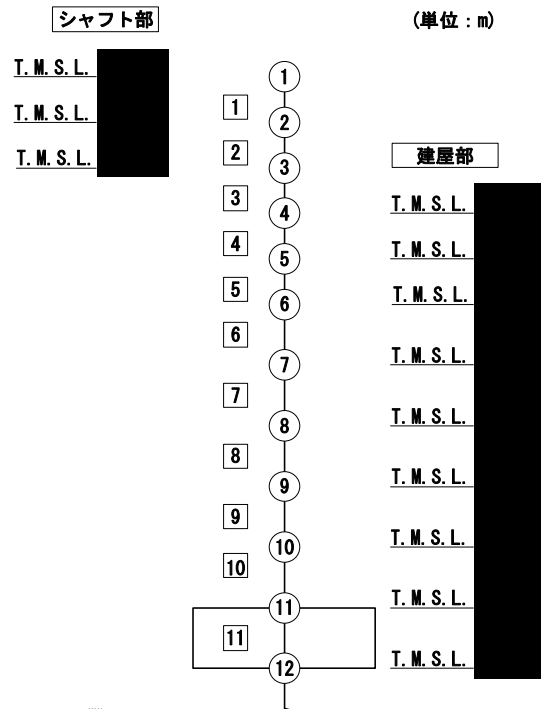 シャフト部
(単位：m)
T.M.S.L.
①
1
T.M.S.L.
②
2
T.M.S.L.
③
建屋部
3
④
T.M.S.L.
4
⑤
T.M.S.L.
5
⑥
T.M.S.L.
6
⑦
T.M.S.L.
7
⑧
T.M.S.L.
8
⑨
T.M.S.L.
9
⑩
T.M.S.L.
10
⑪
T.M.S.L.
11
⑫
T.M.S.L.